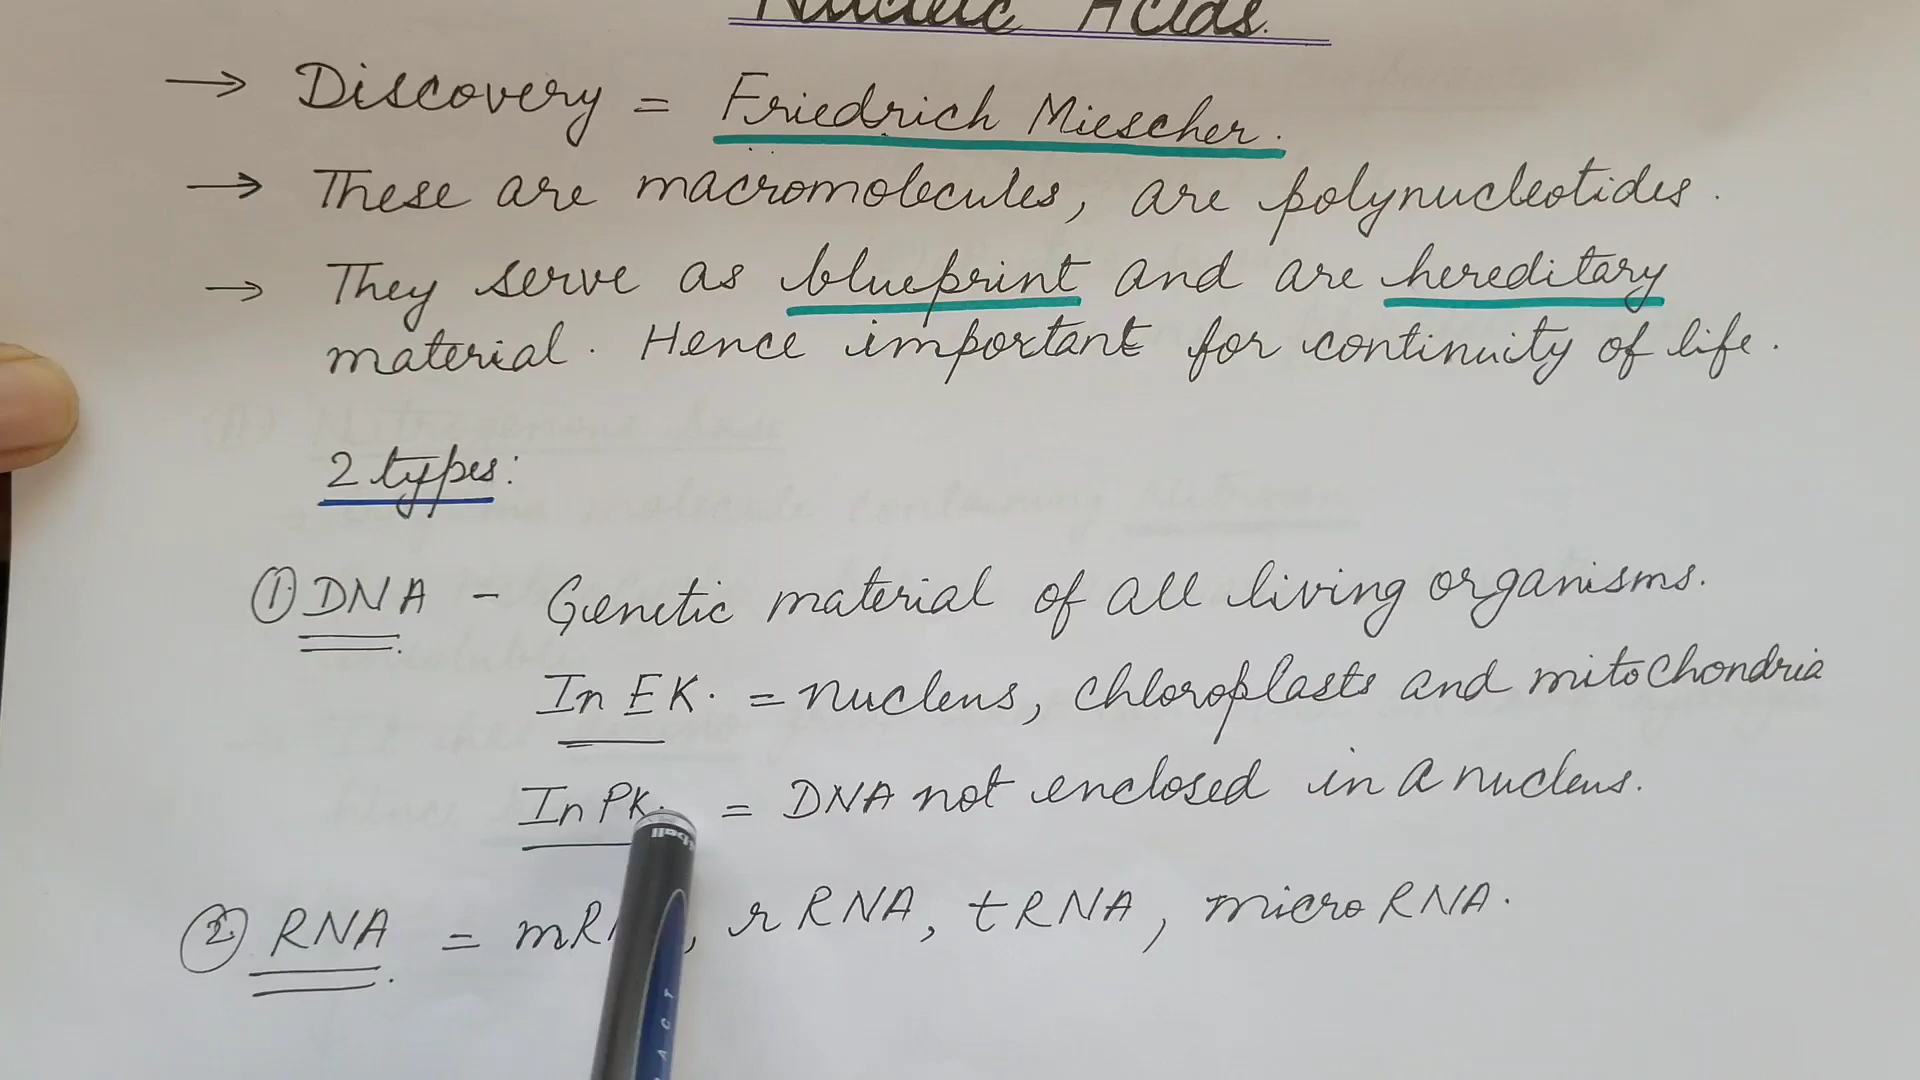 Nucleic Acids.
→ Discovery = Friedrich Miescher.
→ These are macromolecules, are polynucleotides.
→ They serve as blueprint and are hereditary
material. Hence important for continuity of life.
2 types:
① DNA - Genetic material of all living organisms.
In EK. = nucleus, chloroplasts and mitochondria
In PK. = DNA not enclosed in a nucleus.
② RNA = , rRNA, tRNA, microRNA.